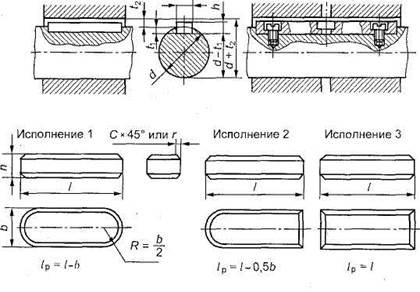 t₂
h
t₁
d
d−t₁
d+t₂
Исполнение 1
C×45° или r
Исполнение 2
Исполнение 3
h
l
l
l
b
R = b/2
lр = l−b
lр = l−0,5b
lр = l